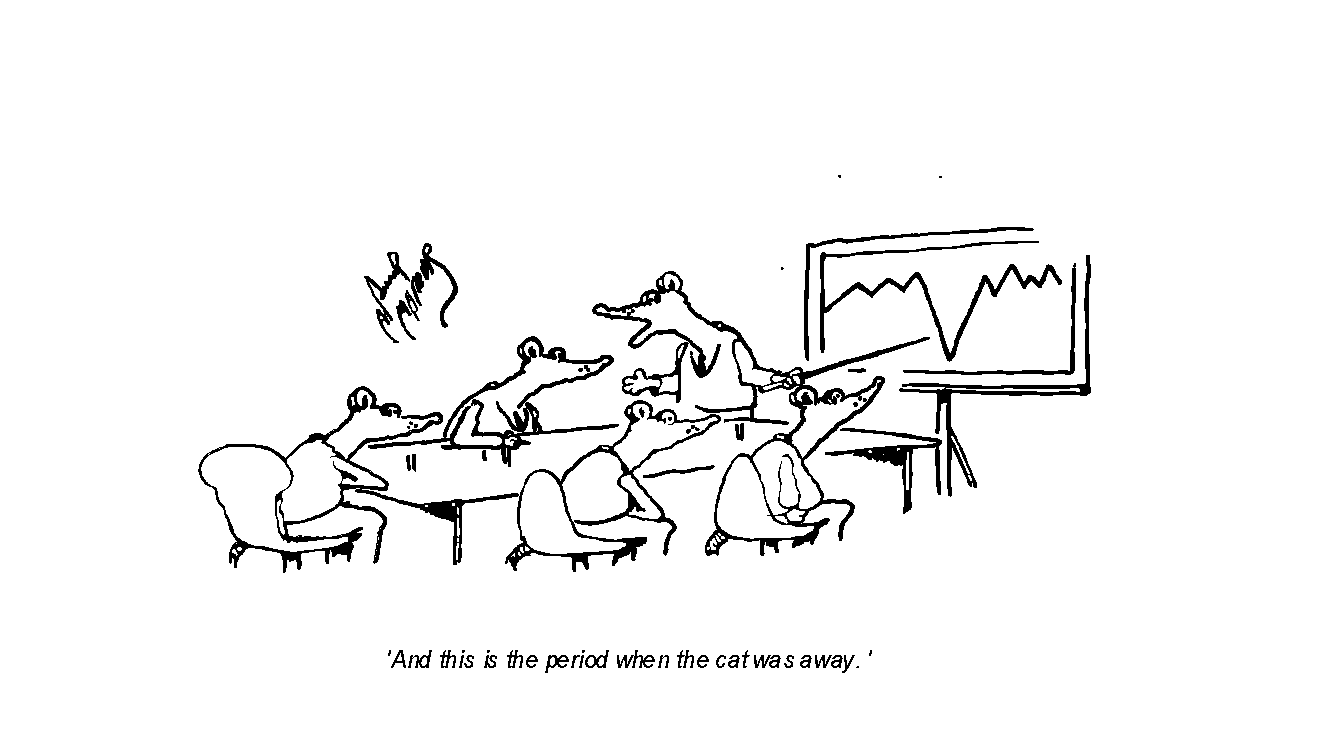 'And this is the period when the cat was away. '